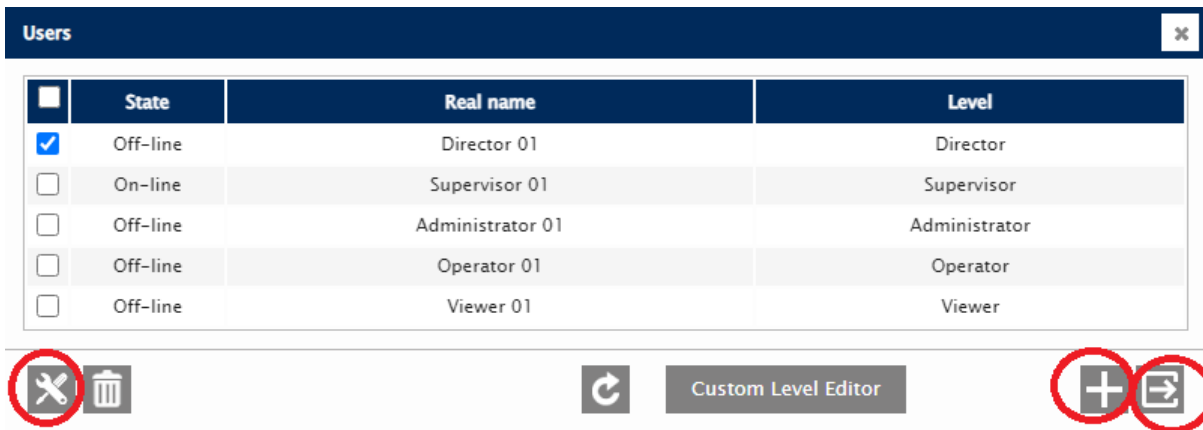 Users
State Real name Level
Off-line Director 01 Director
On-line Supervisor 01 Supervisor
Off-line Administrator 01 Administrator
Off-line Operator 01 Operator
Off-line Viewer 01 Viewer
Custom Level Editor